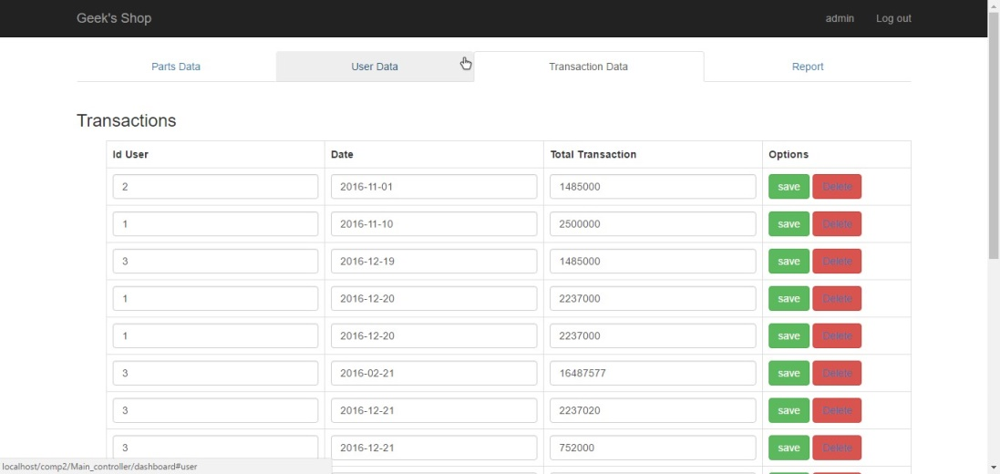 Geek's Shop admin Log out
Parts Data User Data Transaction Data Report
Transactions
Id User Date Total Transaction Options
2 2016-11-01 1485000 save Delete
1 2016-11-10 2500000 save Delete
3 2016-12-19 1485000 save Delete
1 2016-12-20 2237000 save Delete
1 2016-12-20 2237000 save Delete
3 2016-02-21 16487577 save Delete
3 2016-12-21 2237020 save Delete
3 2016-12-21 752000 save Delete
localhost/comp2/Main_controller/dashboard#user